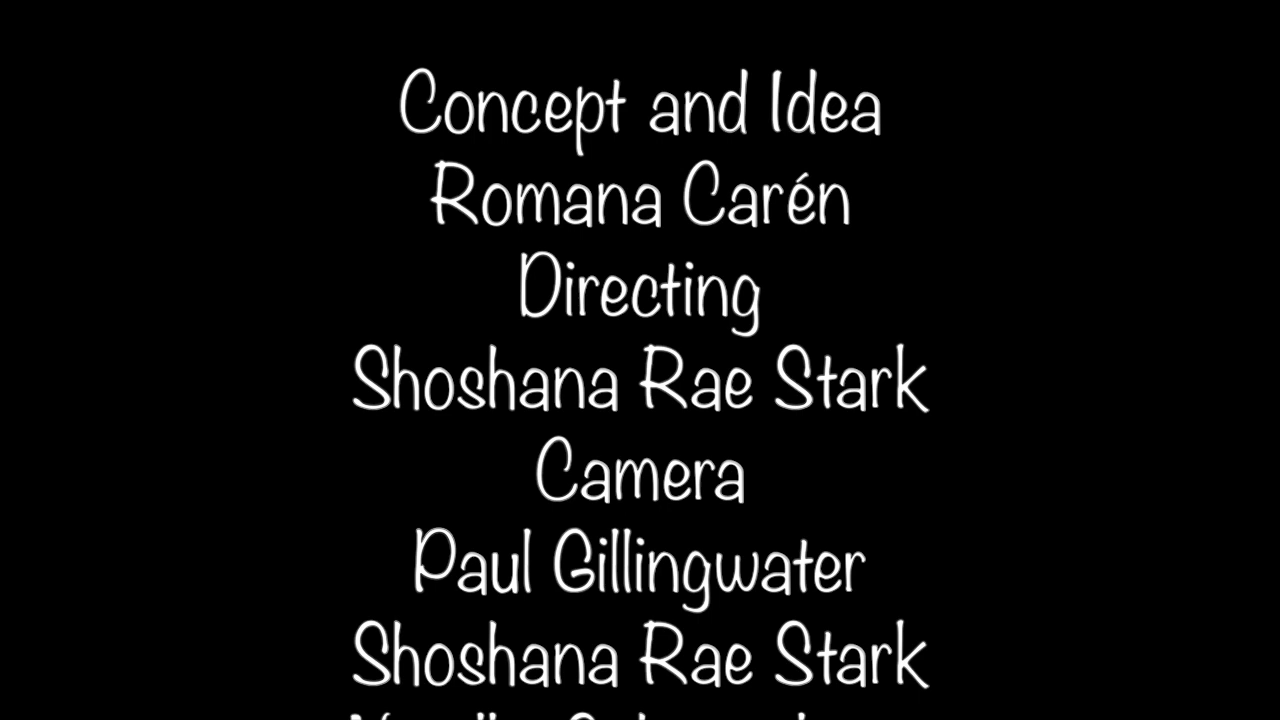 Concept and Idea
Romana Carén
Directing
Shoshana Rae Stark
Camera
Paul Gillingwater
Shoshana Rae Stark